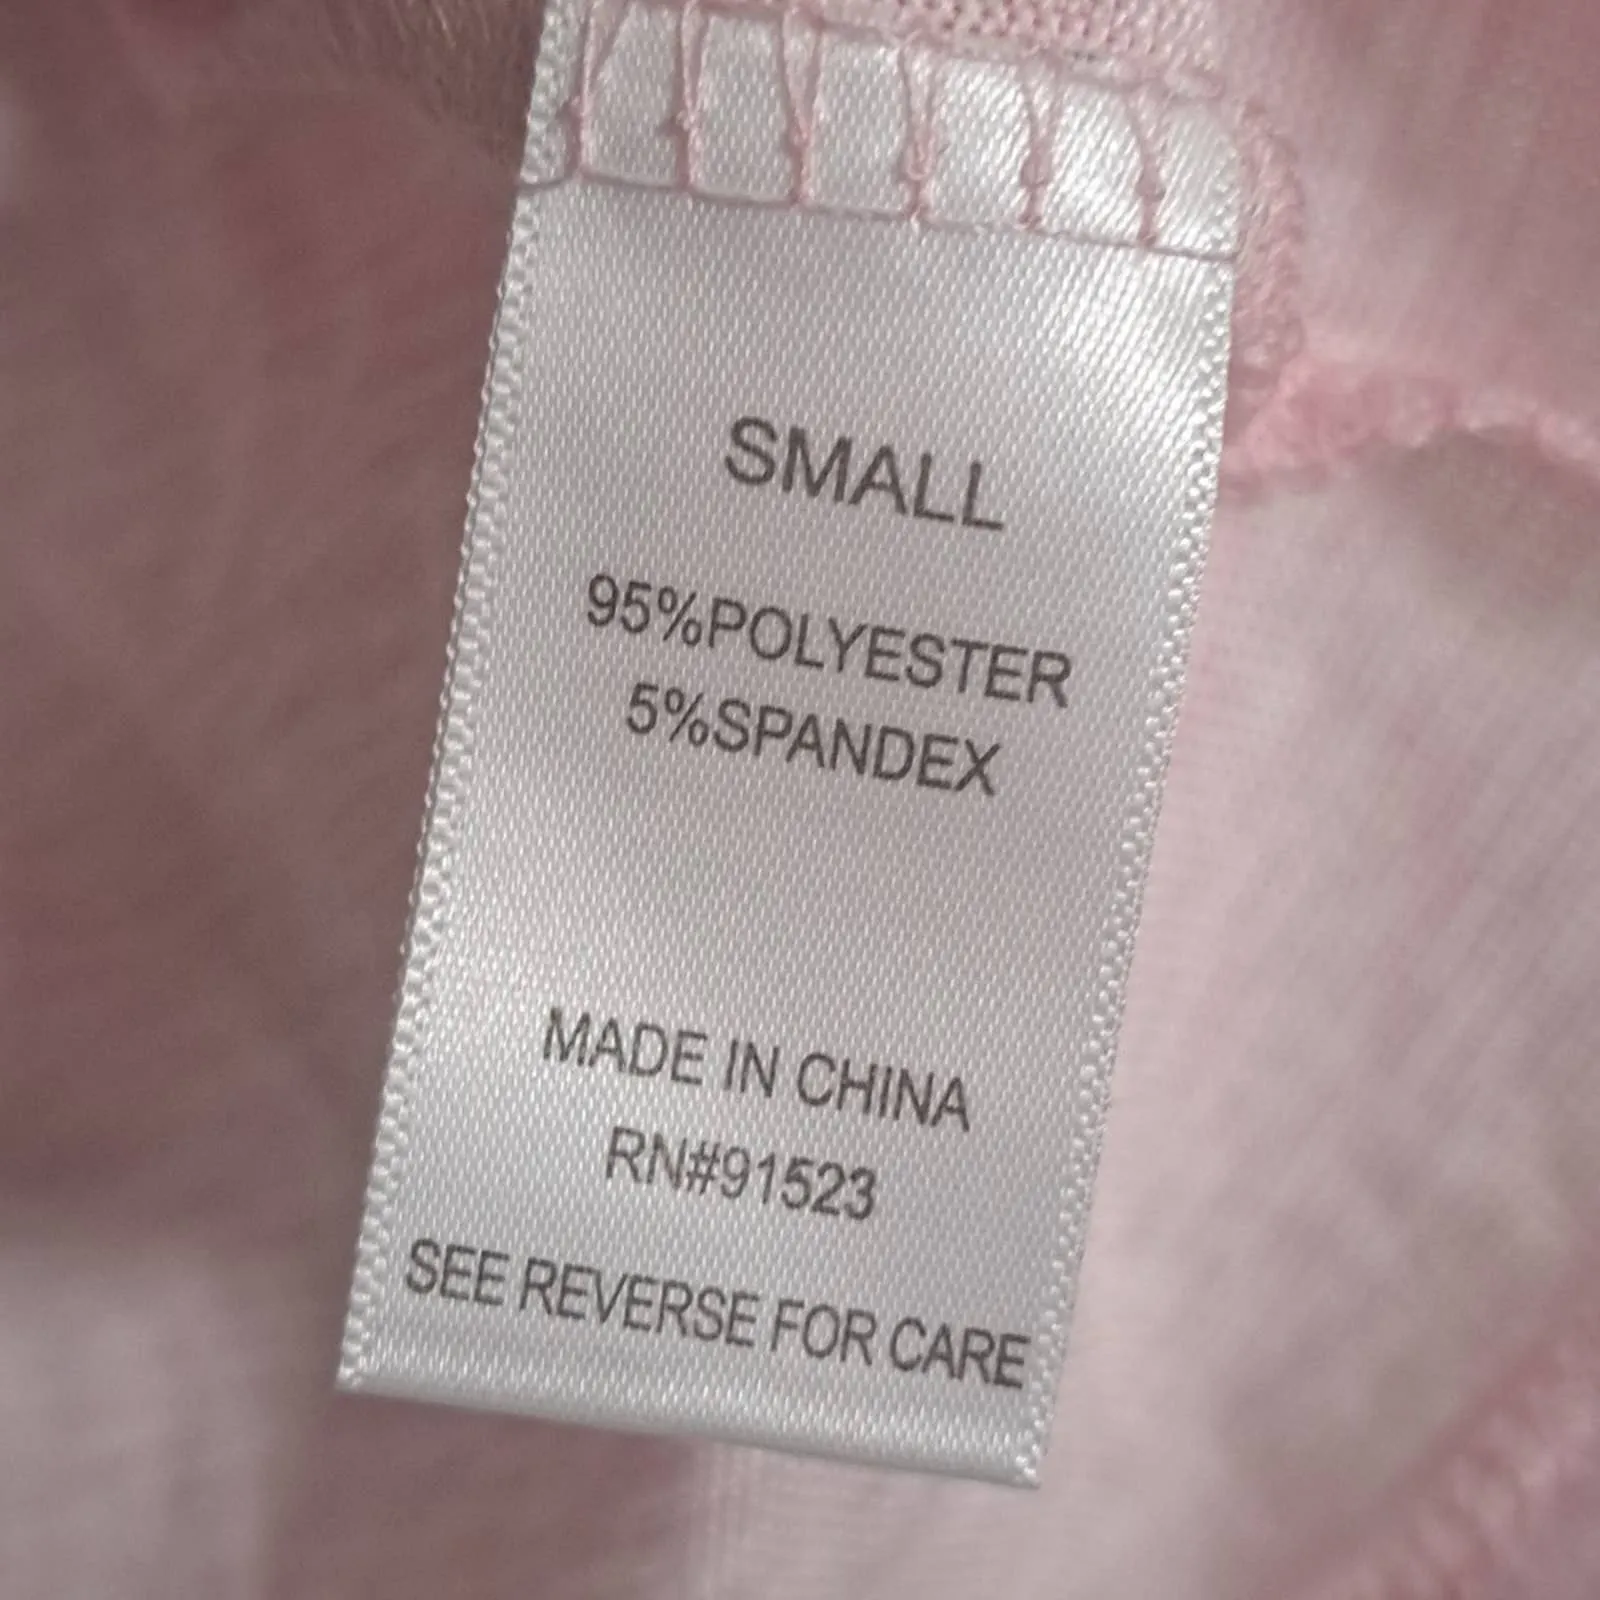 SMALL
95%POLYESTER
5%SPANDEX
MADE IN CHINA
RN#91523
SEE REVERSE FOR CARE